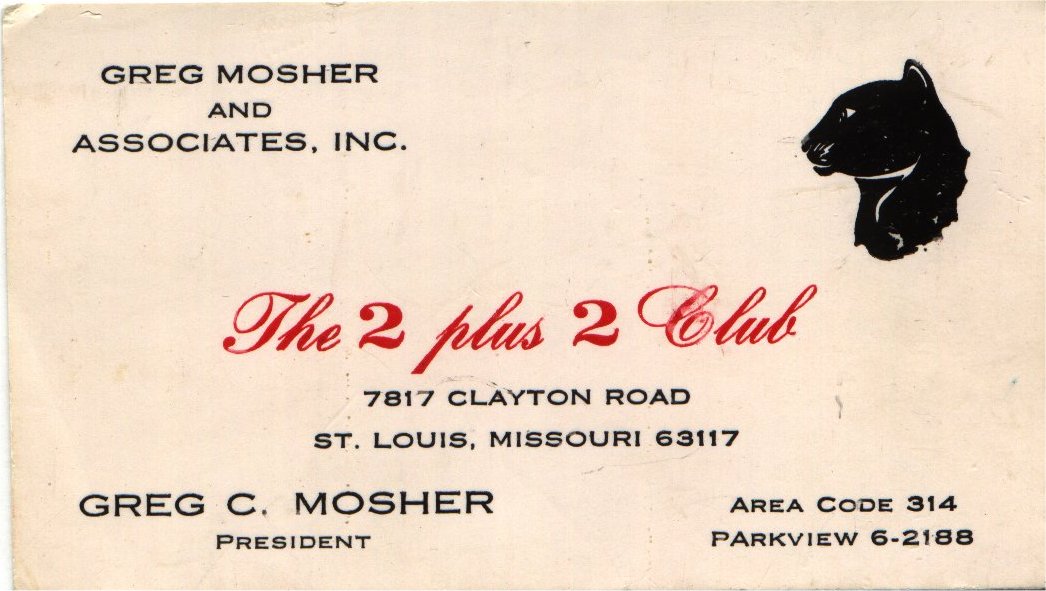 GREG MOSHER
AND
ASSOCIATES, INC.
The 2 plus 2 Club
7817 CLAYTON ROAD
ST. LOUIS, MISSOURI 63117
GREG C. MOSHER
PRESIDENT
AREA CODE 314
PARKVIEW 6-2188